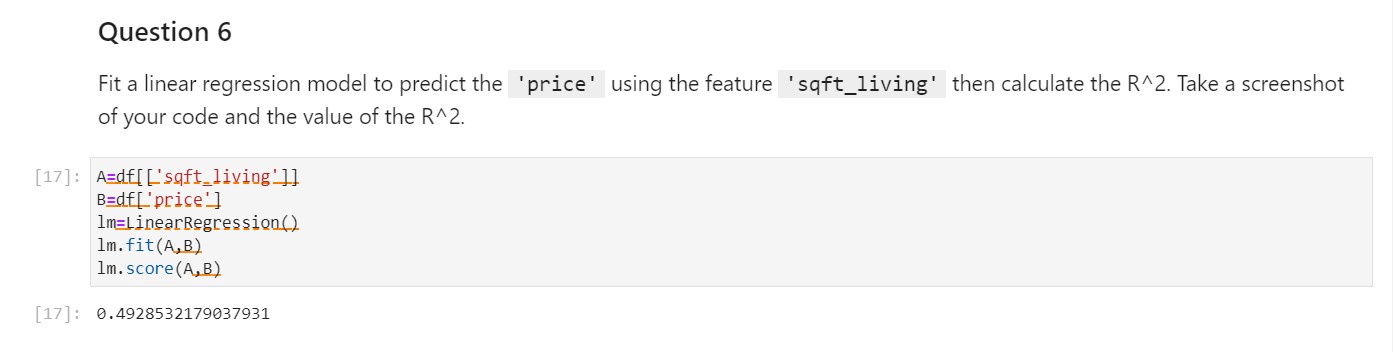 Question 6
Fit a linear regression model to predict the 'price' using the feature 'sqft_living' then calculate the R^2. Take a screenshot
of your code and the value of the R^2.
[17]: A=df[['sqft_living']]
B=df['price']
lm=LinearRegression()
lm.fit(A,B)
lm.score(A,B)
[17]: 0.4928532179037931